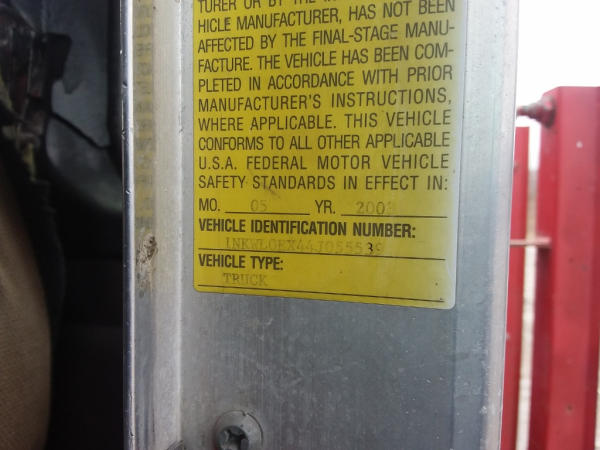 TURER OR BY THE
HICLE MANUFACTURER, HAS NOT BEEN
AFFECTED BY THE FINAL-STAGE MANU-
FACTURE. THE VEHICLE HAS BEEN COM-
PLETED IN ACCORDANCE WITH PRIOR
MANUFACTURER'S INSTRUCTIONS,
WHERE APPLICABLE. THIS VEHICLE
CONFORMS TO ALL OTHER APPLICABLE
U.S.A. FEDERAL MOTOR VEHICLE
SAFETY STANDARDS IN EFFECT IN:
MO. 05 YR. 2003
VEHICLE IDENTIFICATION NUMBER:
VEHICLE TYPE:
TRUCK